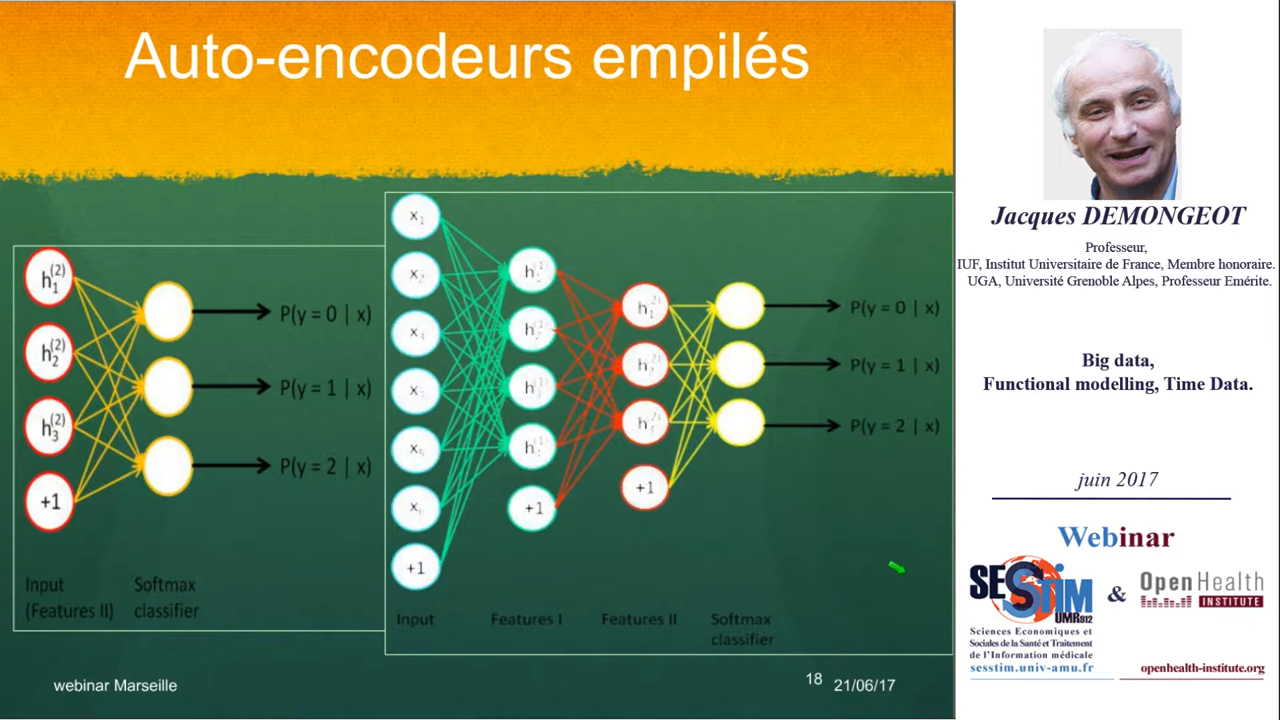 Auto-encodeurs empilés
h₁⁽²⁾
h₂⁽²⁾
h₃⁽²⁾
+1
P(y = 0 | x)
P(y = 1 | x)
P(y = 2 | x)
Input
(Features II)
Softmax
classifier
x₁
x₂
x₃
+1
+1
+1
P(y = 0 | x)
P(y = 1 | x)
P(y = 2 | x)
Input
Features I
Features II
Softmax
classifier
webinar Marseille
18
21/06/17
Jacques DEMONGEOT
Professeur,
IUF, Institut Universitaire de France, Membre honoraire.
UGA, Université Grenoble Alpes, Professeur Emérite.
Big data,
Functional modelling, Time Data.
juin 2017
Webinar
SESSTIM
UMR912
Sciences Economiques et
Sociales de la Santé et Traitement
de l'Information médicale
sesstim.univ-amu.fr
&
Open Health
INSTITUTE
openhealth-institute.org